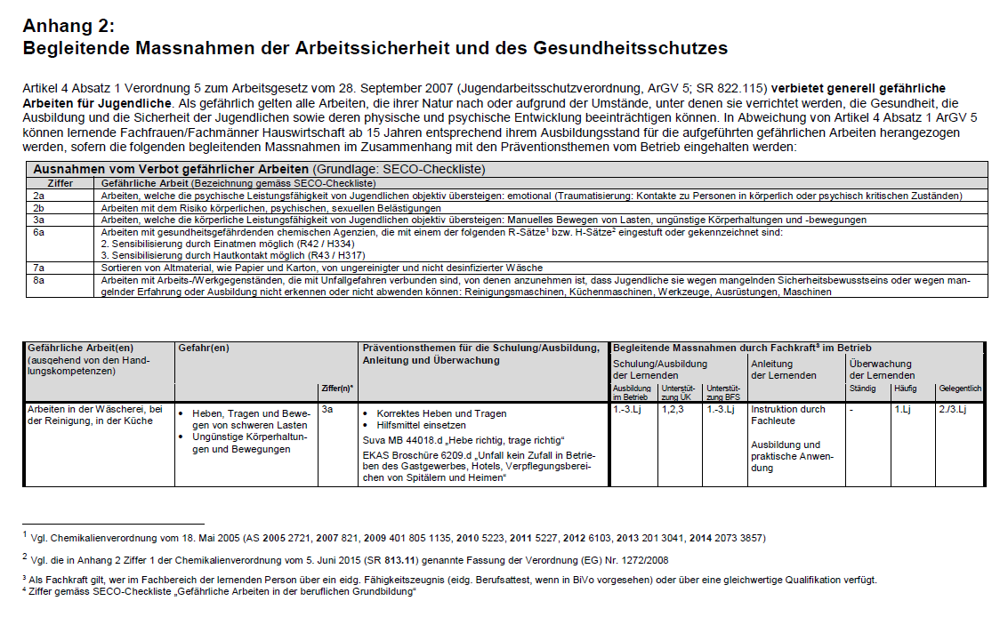 Anhang 2:
Begleitende Massnahmen der Arbeitssicherheit und des Gesundheitsschutzes
Artikel 4 Absatz 1 Verordnung 5 zum Arbeitsgesetz vom 28. September 2007 (Jugendarbeitsschutzverordnung, ArGV 5; SR 822.115) verbietet generell gefährliche
Arbeiten für Jugendliche. Als gefährlich gelten alle Arbeiten, die ihrer Natur nach oder aufgrund der Umstände, unter denen sie verrichtet werden, die Gesundheit, die
Ausbildung und die Sicherheit der Jugendlichen sowie deren physische und psychische Entwicklung beeinträchtigen können. In Abweichung von Artikel 4 Absatz 1 ArGV 5
können lernende Fachfrauen/Fachmänner Hauswirtschaft ab 15 Jahren entsprechend ihrem Ausbildungsstand für die aufgeführten gefährlichen Arbeiten herangezogen
werden, sofern die folgenden begleitenden Massnahmen im Zusammenhang mit den Präventionsthemen vom Betrieb eingehalten werden:
Ausnahmen vom Verbot gefährlicher Arbeiten (Grundlage: SECO-Checkliste)
Ziffer Gefährliche Arbeit (Bezeichnung gemäss SECO-Checkliste)
2a Arbeiten, welche die psychische Leistungsfähigkeit von Jugendlichen objektiv übersteigen: emotional (Traumatisierung: Kontakte zu Personen in körperlich oder psychisch kritischen Zuständen)
2b Arbeiten mit dem Risiko körperlichen, psychischen, sexuellen Belästigungen
3a Arbeiten, welche die körperliche Leistungsfähigkeit von Jugendlichen objektiv übersteigen: Manuelles Bewegen von Lasten, ungünstige Körperhaltungen und -bewegungen
6a Arbeiten mit gesundheitsgefährdenden chemischen Agenzien, die mit einem der folgenden R-Sätze¹ bzw. H-Sätze² eingestuft oder gekennzeichnet sind:
2. Sensibilisierung durch Einatmen möglich (R42 / H334)
3. Sensibilisierung durch Hautkontakt möglich (R43 / H317)
7a Sortieren von Altmaterial, wie Papier und Karton, von ungereinigter und nicht desinfizierter Wäsche
8a Arbeiten mit Arbeits-/Werkgegenständen, die mit Unfallgefahren verbunden sind, von denen anzunehmen ist, dass Jugendliche sie wegen mangelnden Sicherheitsbewusstseins oder wegen man-
gelnder Erfahrung oder Ausbildung nicht erkennen oder nicht abwenden können: Reinigungsmaschinen, Küchenmaschinen, Werkzeuge, Ausrüstungen, Maschinen
Gefährliche Arbeit(en)
(ausgehend von den Hand-
lungskompetenzen)
Gefahr(en)
Ziffer(n)⁴
Präventionsthemen für die Schulung/Ausbildung,
Anleitung und Überwachung
Begleitende Massnahmen durch Fachkraft³ im Betrieb
Schulung/Ausbildung
der Lernenden
Anleitung
der Lernenden
Überwachung
der Lernenden
Ausbildung
im Betrieb
Unterstüt-
zung ÜK
Unterstüt-
zung BFS
Ständig
Häufig
Gelegentlich
Arbeiten in der Wäscherei, bei
der Reinigung, in der Küche
• Heben, Tragen und Bewe-
gen von schweren Lasten
• Ungünstige Körperhaltun-
gen und Bewegungen
3a
• Korrektes Heben und Tragen
• Hilfsmittel einsetzen
Suva MB 44018.d „Hebe richtig, trage richtig“
EKAS Broschüre 6209.d „Unfall kein Zufall in Betrie-
ben des Gastgewerbes, Hotels, Verpflegungsberei-
chen von Spitälern und Heimen“
1.-3.Lj
1,2,3
1.-3.Lj
Instruktion durch
Fachleute
Ausbildung und
praktische Anwen-
dung
-
1.Lj
2./3.Lj
¹ Vgl. Chemikalienverordnung vom 18. Mai 2005 (AS 2005 2721, 2007 821, 2009 401 805 1135, 2010 5223, 2011 5227, 2012 6103, 2013 201 3041, 2014 2073 3857)
² Vgl. die in Anhang 2 Ziffer 1 der Chemikalienverordnung vom 5. Juni 2015 (SR 813.11) genannte Fassung der Verordnung (EG) Nr. 1272/2008
³ Als Fachkraft gilt, wer im Fachbereich der lernenden Person über ein eidg. Fähigkeitszeugnis (eidg. Berufsattest, wenn in BiVo vorgesehen) oder über eine gleichwertige Qualifikation verfügt.
⁴ Ziffer gemäss SECO-Checkliste „Gefährliche Arbeiten in der beruflichen Grundbildung“